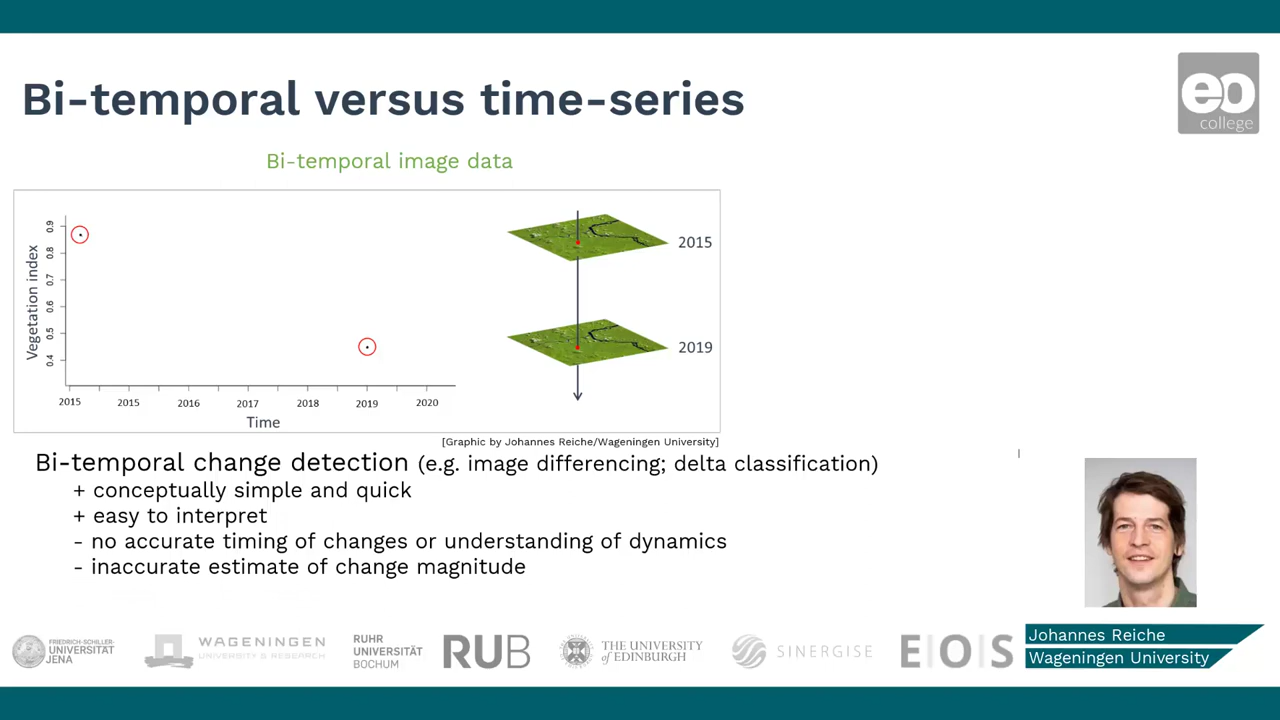 Bi-temporal versus time-series
eo
college
Bi-temporal image data
Vegetation index
0.9
0.8
0.7
0.6
0.5
0.4
2015
2015
2016
2017
2018
2019
2020
Time
2015
2019
[Graphic by Johannes Reiche/Wageningen University]
Bi-temporal change detection (e.g. image differencing; delta classification)
+ conceptually simple and quick
+ easy to interpret
- no accurate timing of changes or understanding of dynamics
- inaccurate estimate of change magnitude
FRIEDRICH-SCHILLER-
UNIVERSITÄT
JENA
WAGENINGEN
UNIVERSITY & RESEARCH
RUHR
UNIVERSITÄT
BOCHUM
RUB
THE UNIVERSITY
of EDINBURGH
SINERGISE
E|O|S
Johannes Reiche
Wageningen University